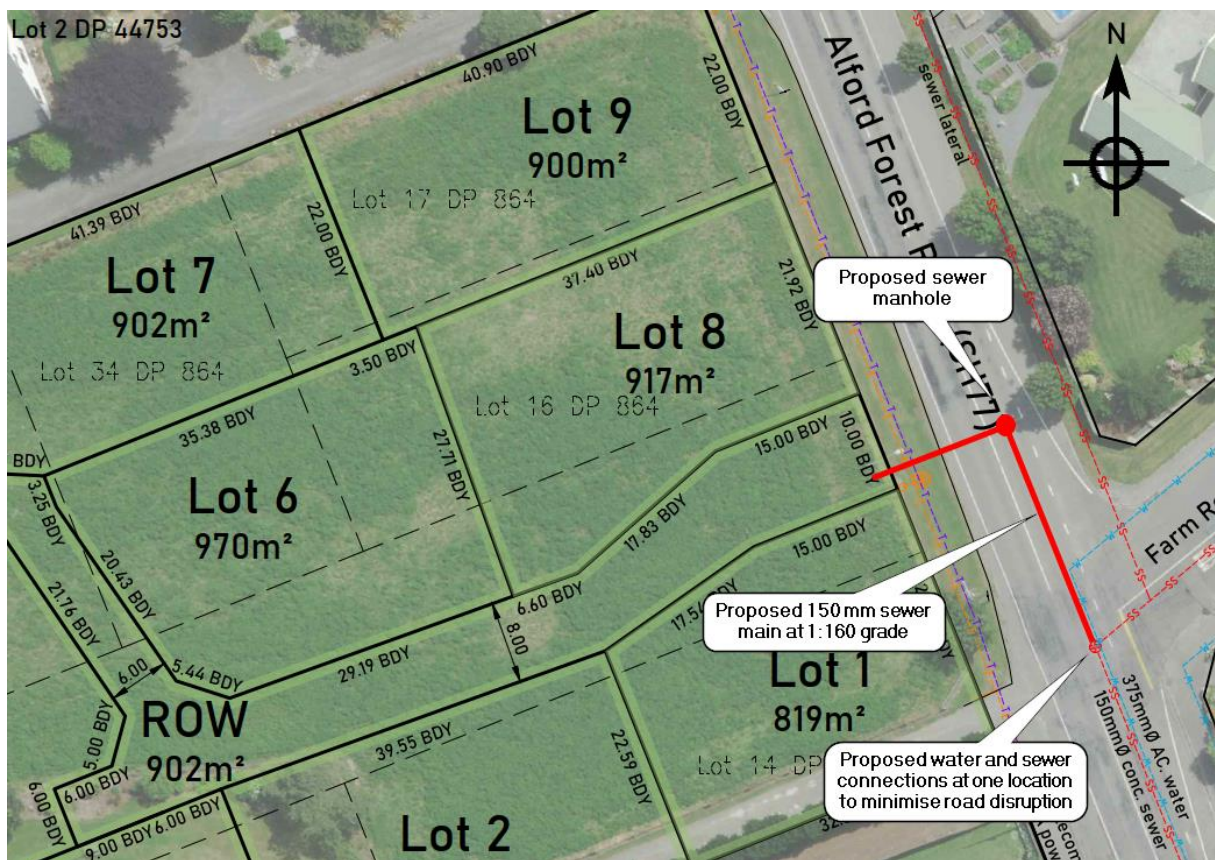 Lot 2 DP 44753
40.90 BDY
22.00 BDY
Alford Forest R
(SH77)
sewer lateral
N
Lot 9
900m²
Lot 17 DP 864
41.39 BDY
22.00 BDY
Lot 7
902m²
Lot 34 DP 864
37.40 BDY
21.92 BDY
Proposed sewer
manhole
3.50 BDY
Lot 8
917m²
Lot 16 DP 864
35.38 BDY
27.71 BDY
15.00 BDY
10.00 BDY
BDY
3.25 BDY
Lot 6
970m²
20.43 BDY
17.83 BDY
15.00 BDY
Farm Ro
21.76 BDY
6.60 BDY
8.00
17.5
Proposed 150 mm sewer
main at 1:160 grade
6.00
5.44 BDY
29.19 BDY
Lot 1
819m²
5.00 BDY
ROW
902m²
39.55 BDY
22.59 BDY
Lot 14 DP
375mmØ AC. water
150mmØ conc. sewer
Proposed water and sewer
connections at one location
to minimise road disruption
6.00 BDY
6.00 BDY
9.00 BDY
6.00 BDY
Lot 2